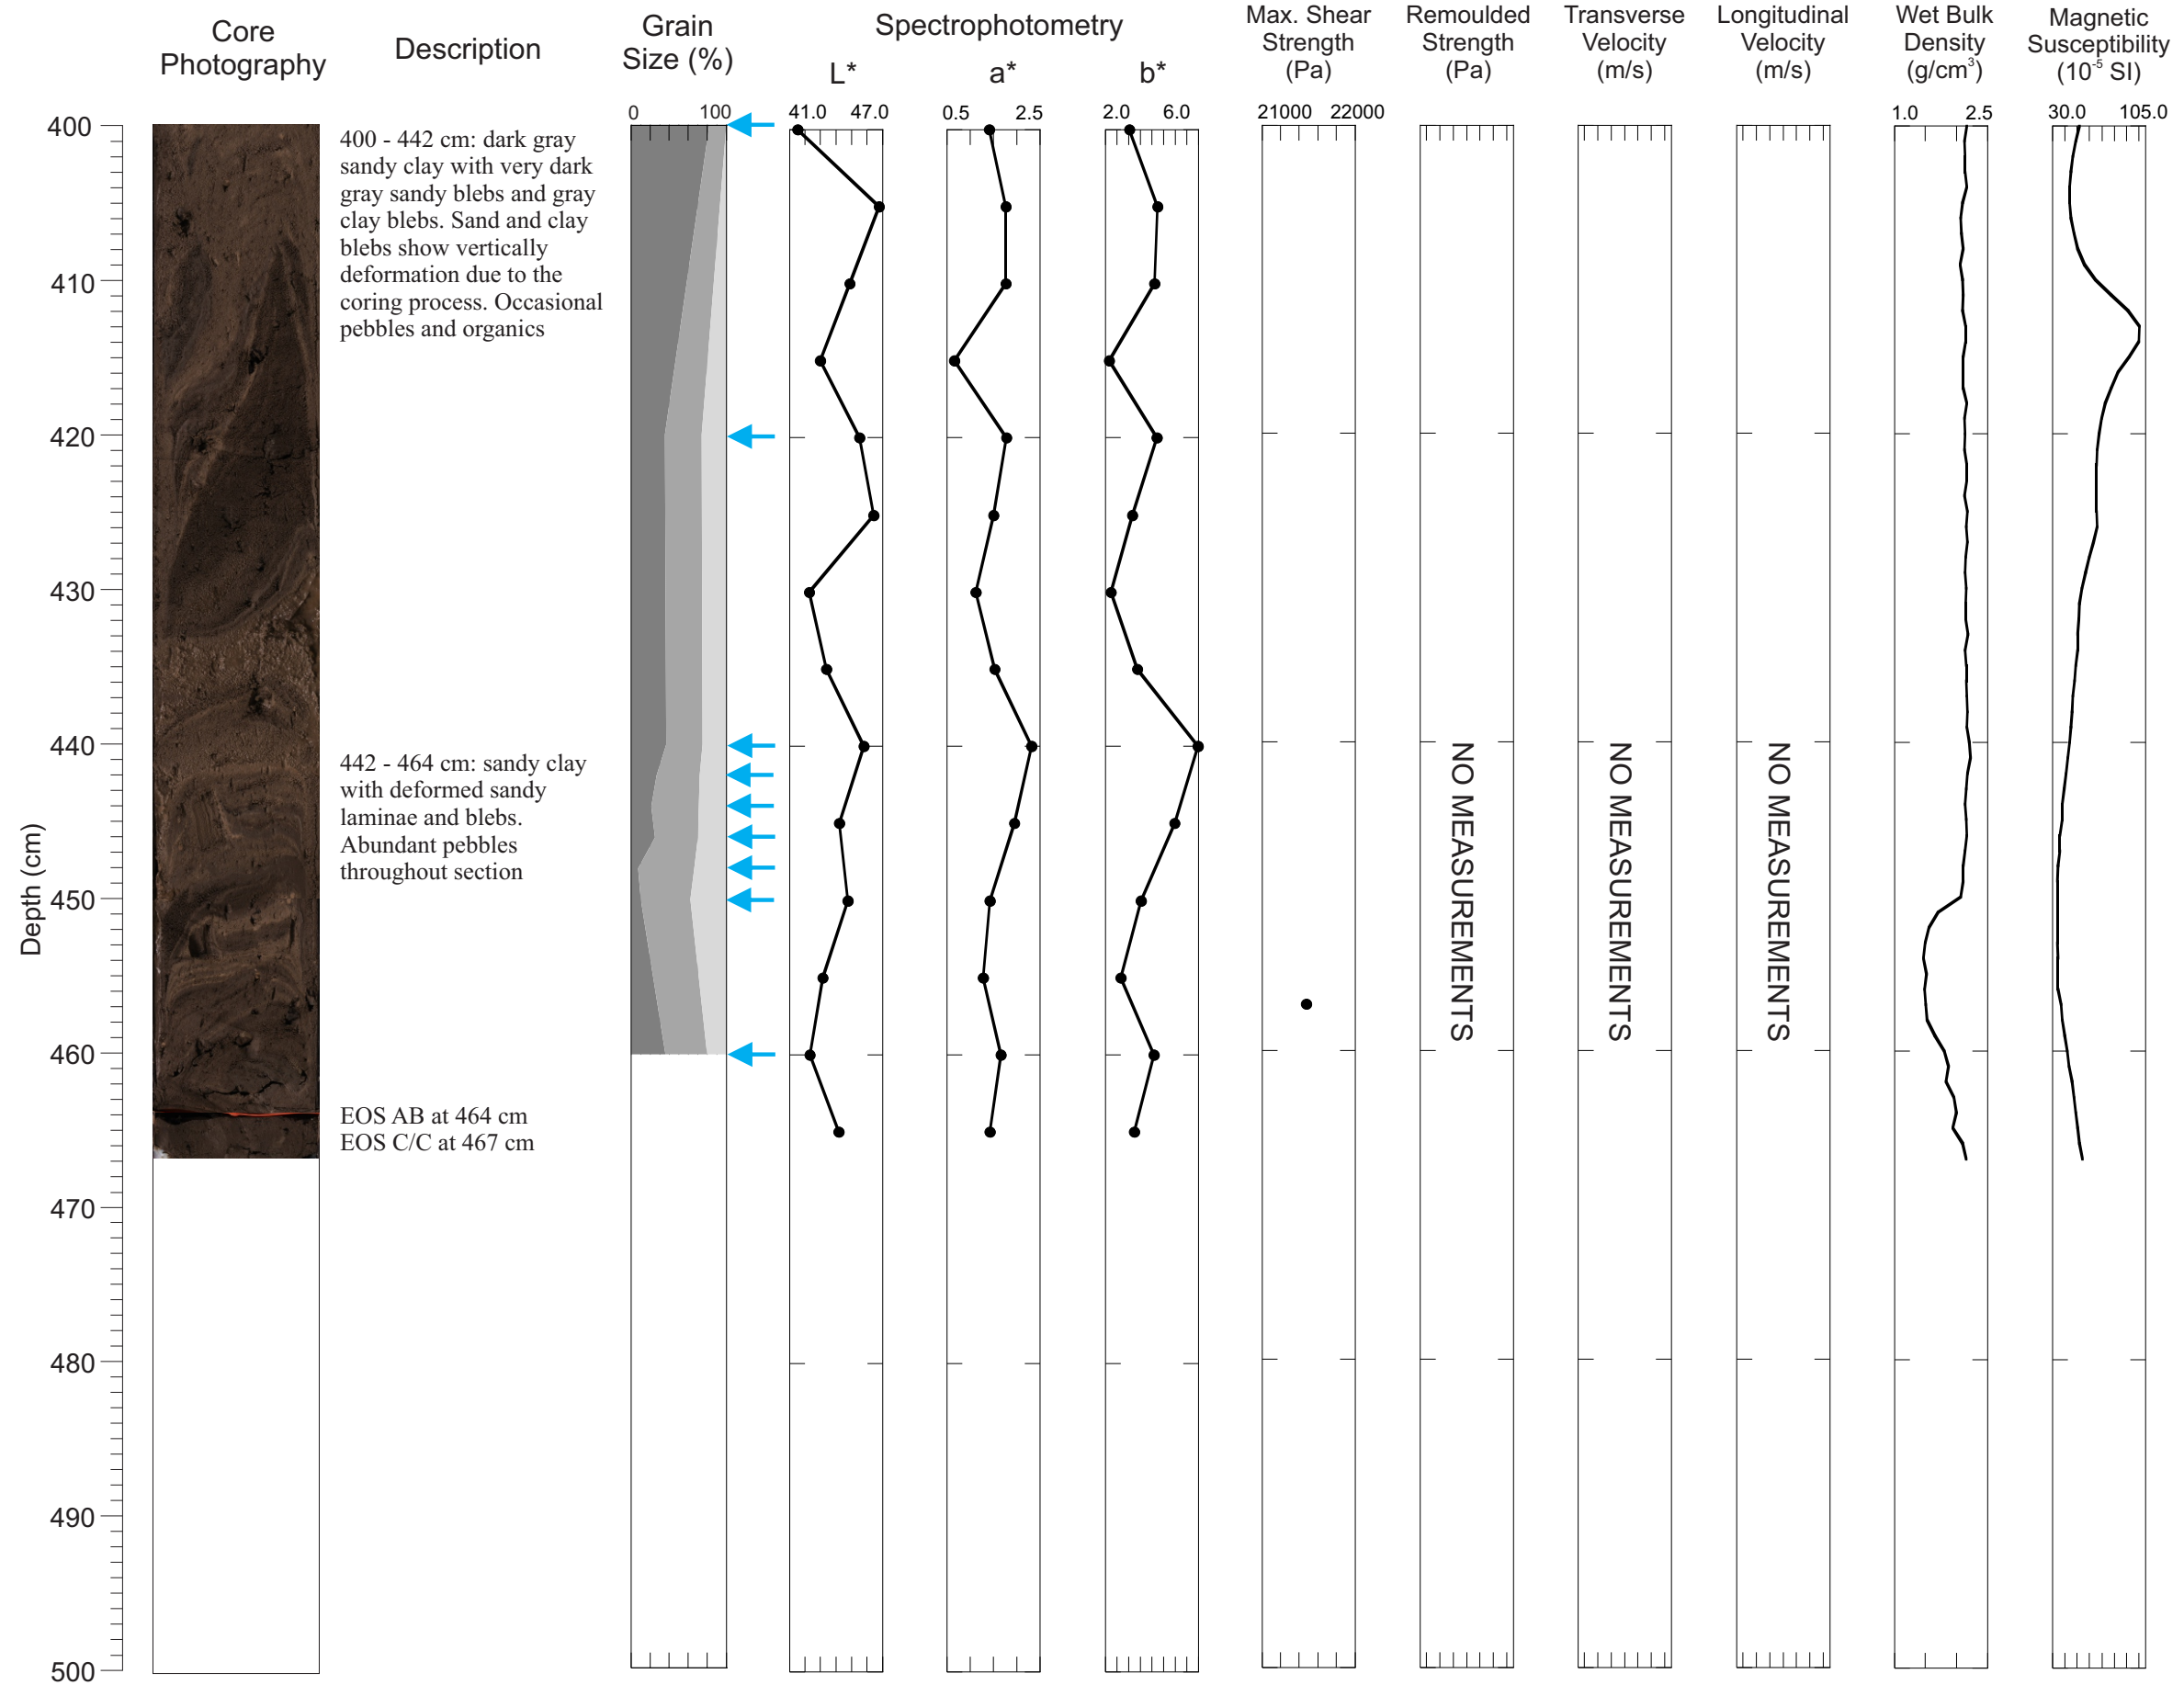 Core
Photography
Description
Grain
Size (%)
Spectrophotometry
L*
a*
b*
Max. Shear
Strength
(Pa)
Remoulded
Strength
(Pa)
Transverse
Velocity
(m/s)
Longitudinal
Velocity
(m/s)
Wet Bulk
Density
(g/cm³)
Magnetic
Susceptibility
(10⁻⁵ SI)
0 100
41.0 47.0
0.5 2.5
2.0 6.0
21000 22000
1.0 2.5
30.0 105.0
Depth (cm)
400
410
420
430
440
450
460
470
480
490
500
400 - 442 cm: dark gray
sandy clay with very dark
gray sandy blebs and gray
clay blebs. Sand and clay
blebs show vertically
deformation due to the
coring process. Occasional
pebbles and organics
442 - 464 cm: sandy clay
with deformed sandy
laminae and blebs.
Abundant pebbles
throughout section
EOS AB at 464 cm
EOS C/C at 467 cm
NO MEASUREMENTS
NO MEASUREMENTS
NO MEASUREMENTS